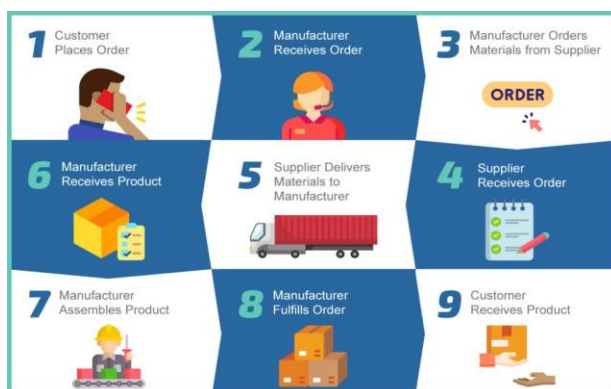 1 Customer
Places Order
2 Manufacturer
Receives Order
3 Manufacturer Orders
Materials from Supplier
ORDER
4 Supplier
Receives Order
5 Supplier Delivers
Materials to
Manufacturer
6 Manufacturer
Receives Product
7 Manufacturer
Assembles Product
8 Manufacturer
Fulfills Order
9 Customer
Receives Product